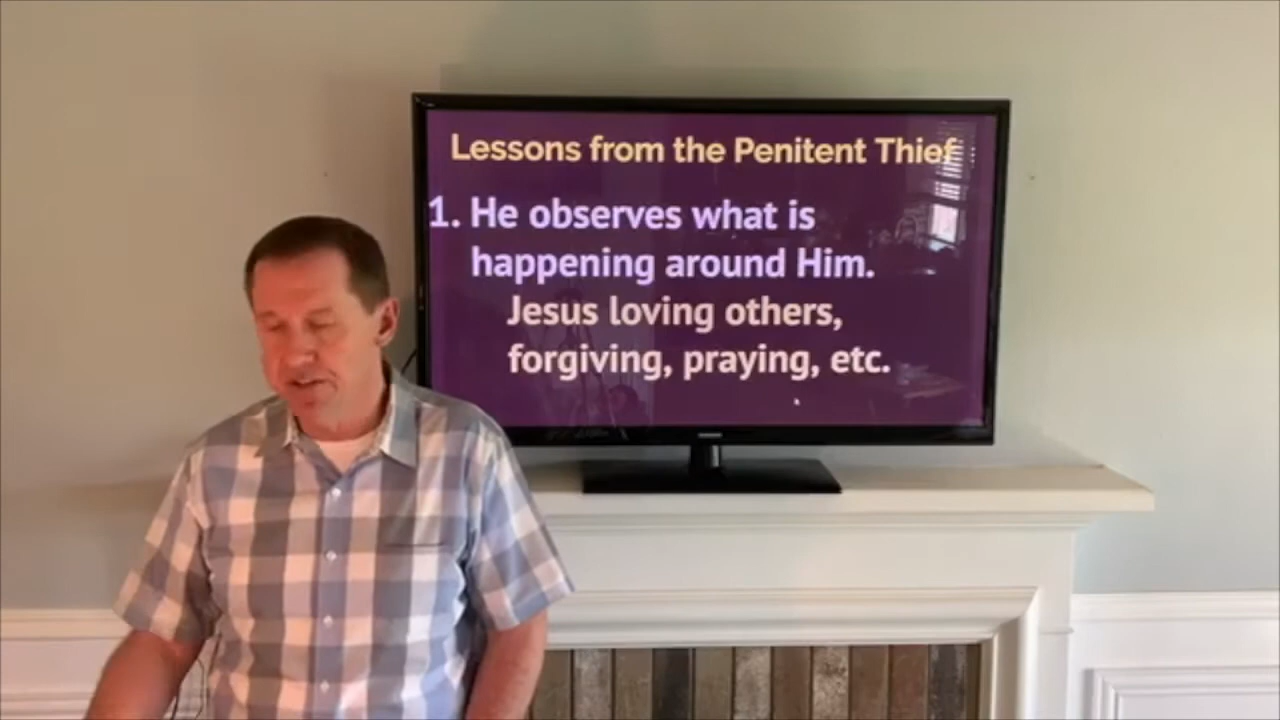 Lessons from the Penitent Thief
1. He observes what is
happening around Him.
Jesus loving others,
forgiving, praying, etc.